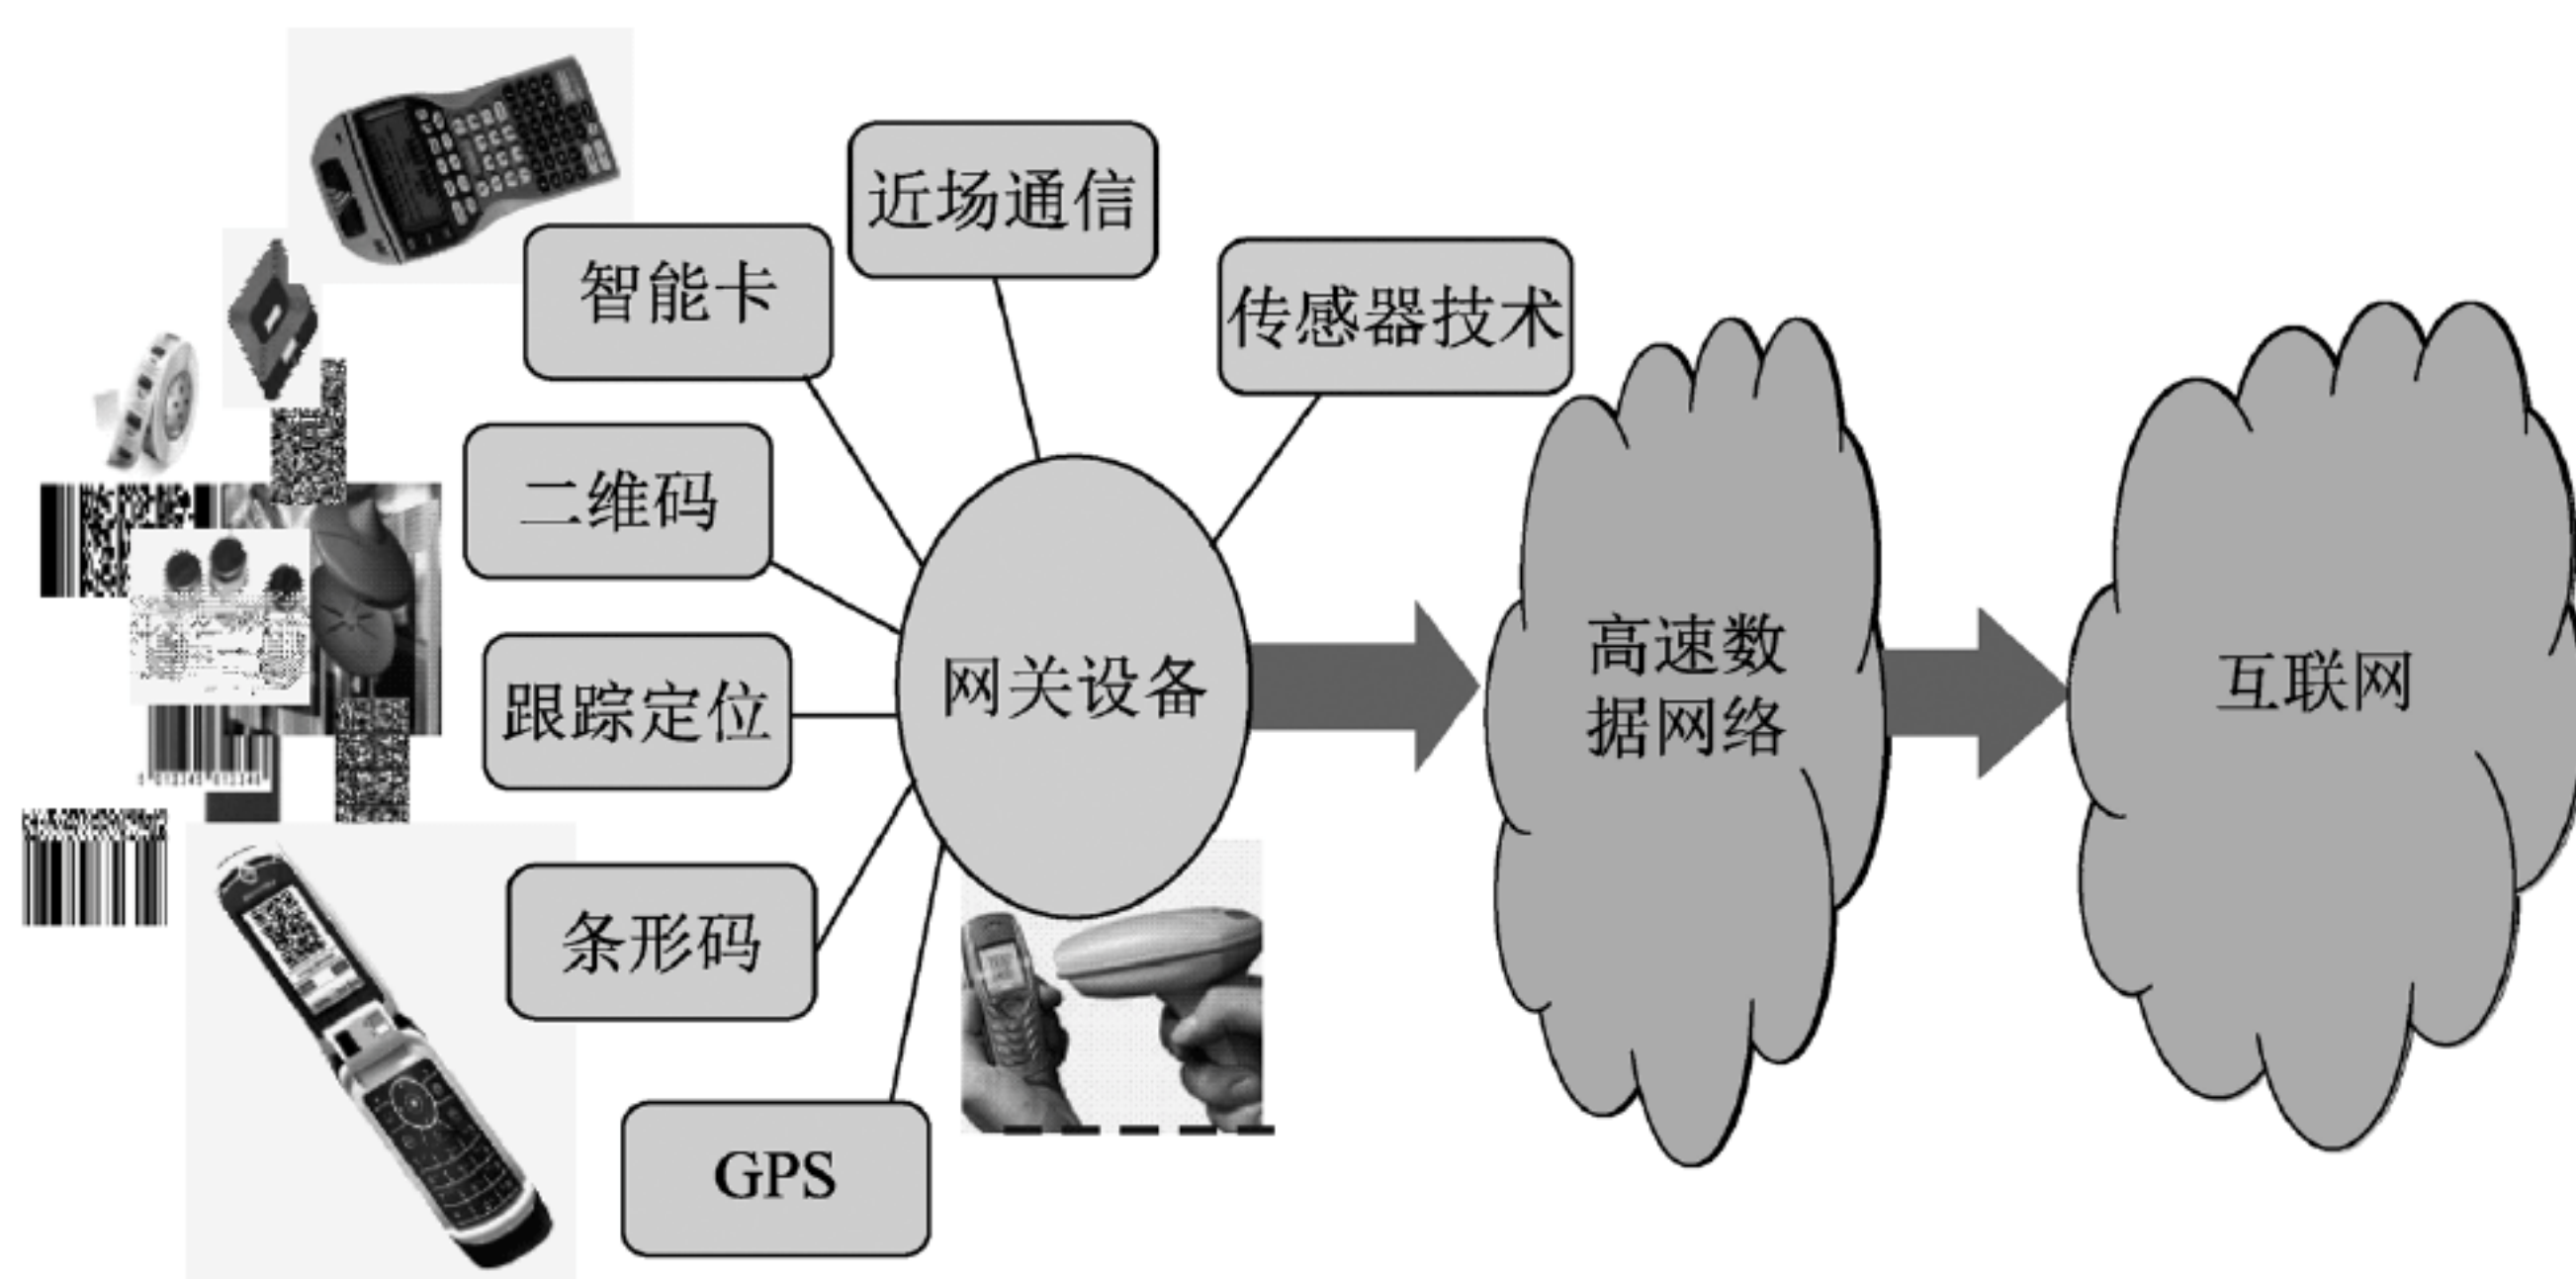 近场通信
智能卡
传感器技术
二维码
跟踪定位
网关设备
高速数
据网络
互联网
条形码
GPS